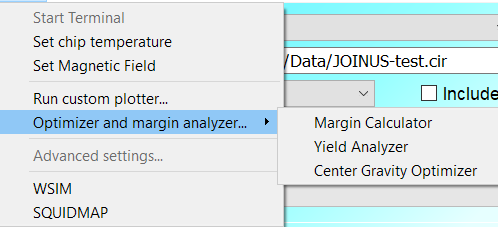 Start Terminal
Set chip temperature
Set Magnetic Field
/Data/JOINUS-test.cir
Run custom plotter...
Include
Optimizer and margin analyzer...
Margin Calculator
Yield Analyzer
Center Gravity Optimizer
Advanced settings...
WSIM
SQUIDMAP